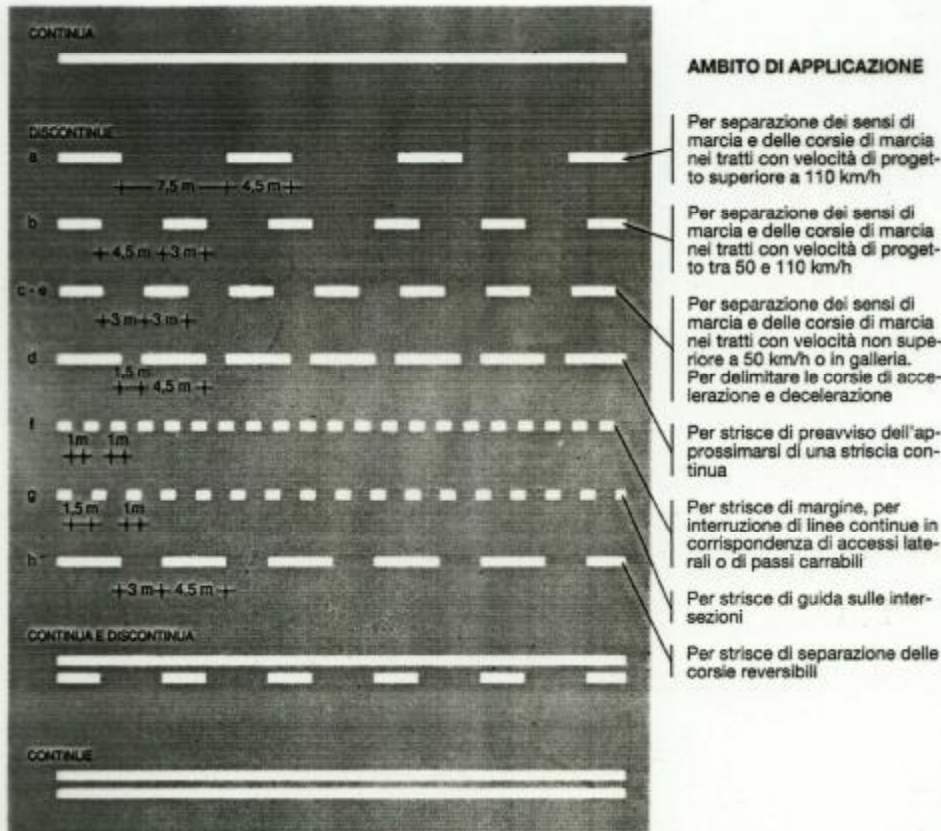 CONTINUA
DISCONTINUE
a
7,5 m 4,5 m
b
4,5 m 3 m
c - e
3 m 3 m
d
1,5 m
4,5 m
f
1m 1m
g
1,5 m 1m
h
3 m 4,5 m
CONTINUA E DISCONTINUA
CONTINUE
AMBITO DI APPLICAZIONE
Per separazione dei sensi di
marcia e delle corsie di marcia
nei tratti con velocità di proget-
to superiore a 110 km/h
Per separazione dei sensi di
marcia e delle corsie di marcia
nei tratti con velocità di proget-
to tra 50 e 110 km/h
Per separazione dei sensi di
marcia e delle corsie di marcia
nei tratti con velocità non supe-
riore a 50 km/h o in galleria.
Per delimitare le corsie di acce-
lerazione e decelerazione
Per strisce di preavviso dell'ap-
prossimarsi di una striscia con-
tinua
Per strisce di margine, per
interruzione di linee continue in
corrispondenza di accessi late-
rali o di passi carrabili
Per strisce di guida sulle inter-
sezioni
Per strisce di separazione delle
corsie reversibili